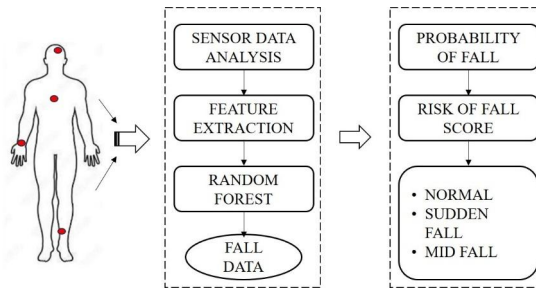 SENSOR DATA
ANALYSIS
FEATURE
EXTRACTION
RANDOM
FOREST
FALL
DATA
PROBABILITY
OF FALL
RISK OF FALL
SCORE
• NORMAL
• SUDDEN
FALL
• MID FALL